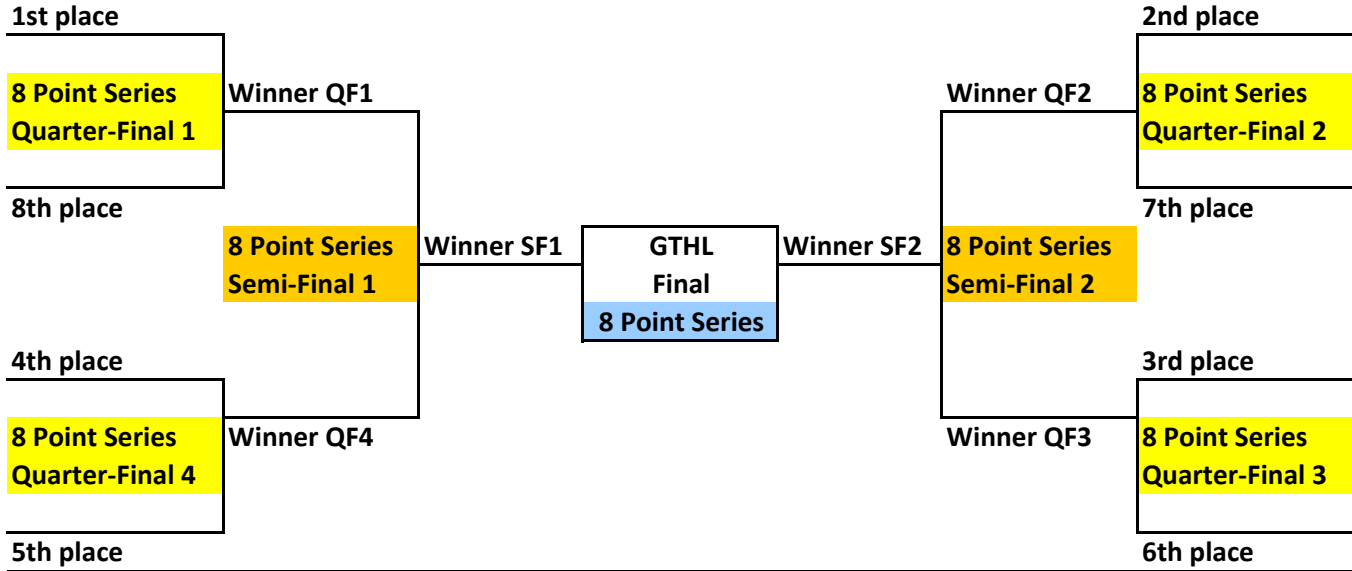 1st place
2nd place
8 Point Series
Quarter-Final 1
Winner QF1
Winner QF2
8 Point Series
Quarter-Final 2
8th place
7th place
8 Point Series
Semi-Final 1
Winner SF1
GTHL
Final
8 Point Series
Winner SF2
8 Point Series
Semi-Final 2
4th place
3rd place
8 Point Series
Quarter-Final 4
Winner QF4
Winner QF3
8 Point Series
Quarter-Final 3
5th place
6th place